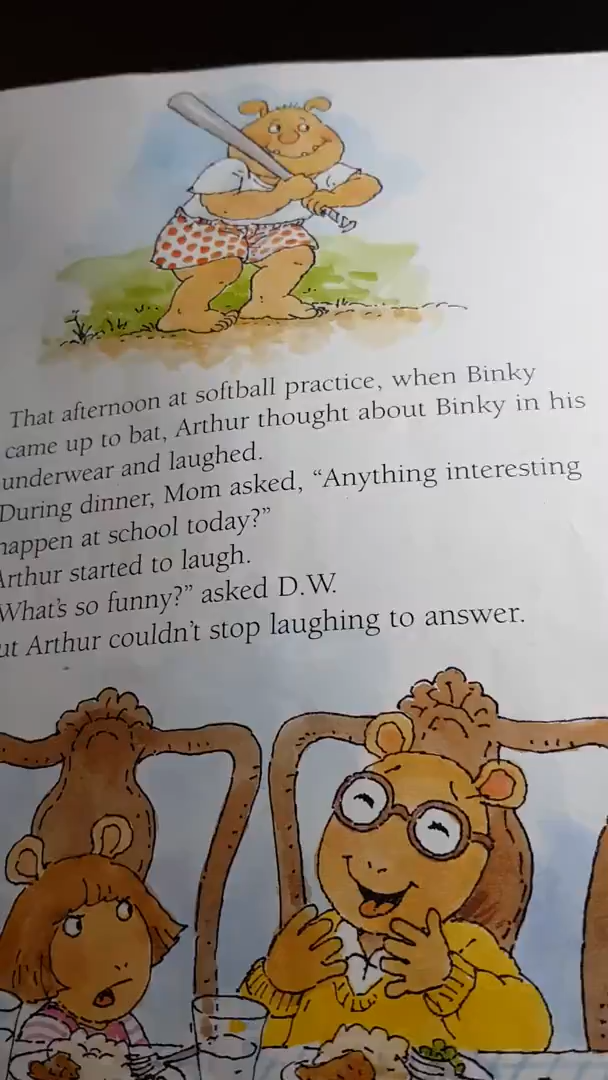 That afternoon at softball practice, when Binky
came up to bat, Arthur thought about Binky in his
underwear and laughed.
During dinner, Mom asked, “Anything interesting
happen at school today?”
Arthur started to laugh.
What’s so funny?” asked D.W.
ut Arthur couldn’t stop laughing to answer.